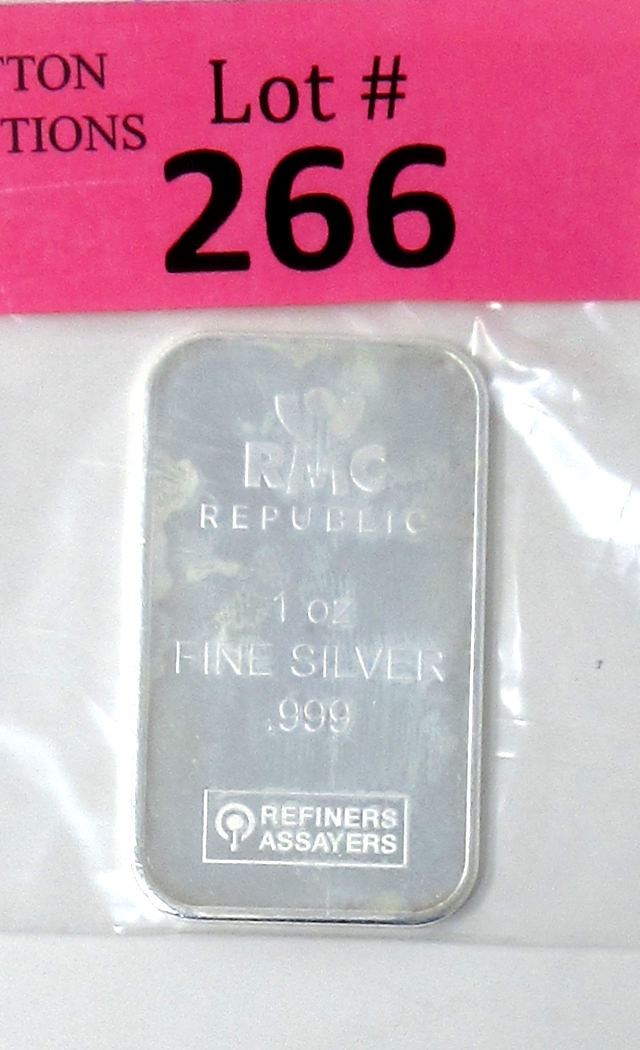 TTON
TIONS
Lot #
266
RMC
REPUBLIC
1 oz
FINE SILVER
.999
REFINERS
ASSAYERS